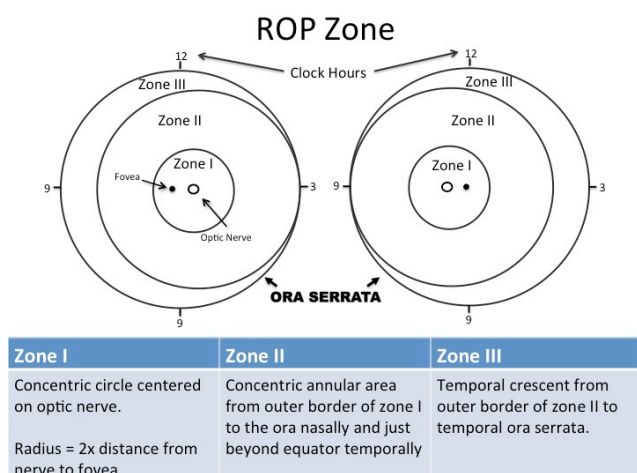 ROP Zone
12
12
Clock Hours
Zone III
Zone III
Zone II
Zone II
Zone I
Zone I
Fovea
9
3
9
3
Optic Nerve
ORA SERRATA
9
9
Zone I
Concentric circle centered
on optic nerve.
Radius = 2x distance from
nerve to fovea
Zone II
Concentric annular area
from outer border of zone I
to the ora nasally and just
beyond equator temporally
Zone III
Temporal crescent from
outer border of zone II to
temporal ora serrata.